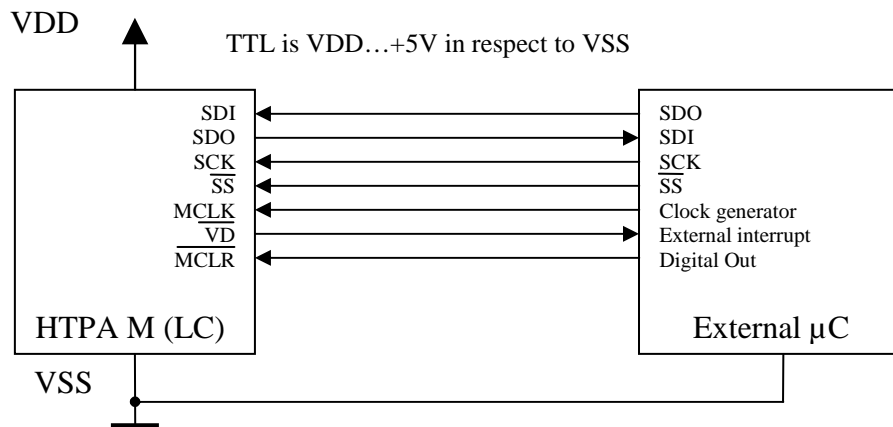 VDD
TTL is VDD…+5V in respect to VSS
SDI
SDO
SCK
SS
MCLK
VD
MCLR
HTPA M (LC)
SDO
SDI
SCK
SS
Clock generator
External interrupt
Digital Out
External µC
VSS